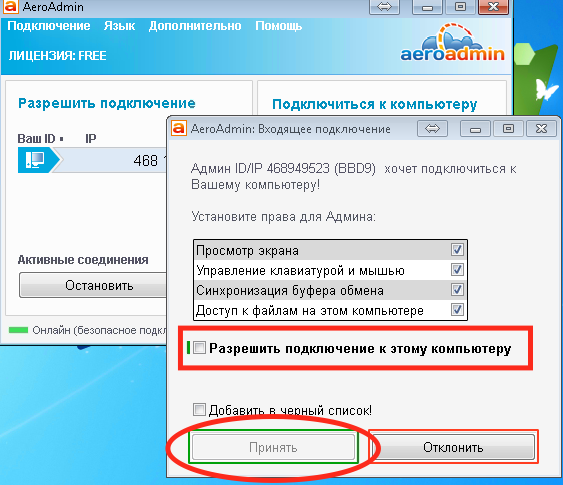 AeroAdmin
Подключение Язык Дополнительно Помощь
ЛИЦЕНЗИЯ: FREE
aeroadmin
Разрешить подключение
Подключиться к компьютеру
Ваш ID IP
468 1
Активные соединения
Остановить
Онлайн (безопасное подкл
AeroAdmin: Входящее подключение
Админ ID/IP 468949523 (BBD9) хочет подключиться к
Вашему компьютеру!
Установите права для Админа:
Просмотр экрана
Управление клавиатурой и мышью
Синхронизация буфера обмена
Доступ к файлам на этом компьютере
Разрешить подключение к этому компьютеру
Добавить в черный список!
Принять
Отклонить